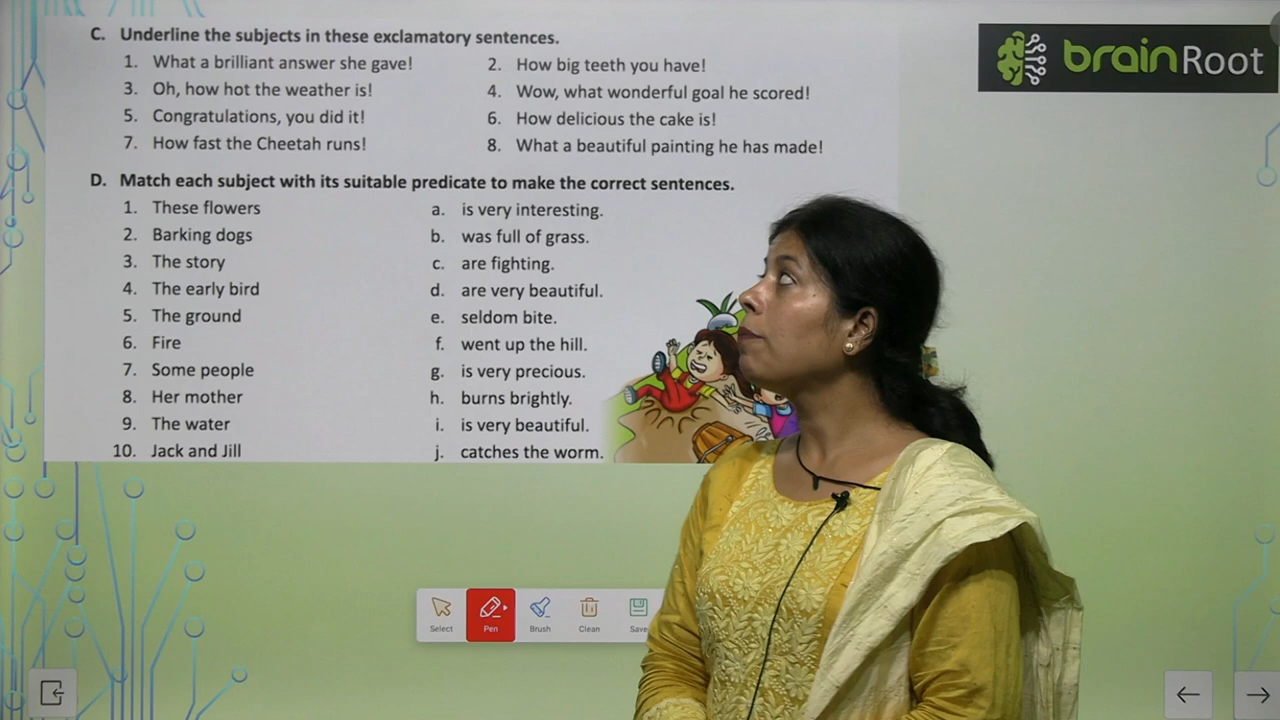 C. Underline the subjects in these exclamatory sentences.
1. What a brilliant answer she gave!
2. How big teeth you have!
3. Oh, how hot the weather is!
4. Wow, what wonderful goal he scored!
5. Congratulations, you did it!
6. How delicious the cake is!
7. How fast the Cheetah runs!
8. What a beautiful painting he has made!
D. Match each subject with its suitable predicate to make the correct sentences.
1. These flowers
a. is very interesting.
2. Barking dogs
b. was full of grass.
3. The story
c. are fighting.
4. The early bird
d. are very beautiful.
5. The ground
e. seldom bite.
6. Fire
f. went up the hill.
7. Some people
g. is very precious.
8. Her mother
h. burns brightly.
9. The water
i. is very beautiful.
10. Jack and Jill
j. catches the worm.
brainRoot
Select
Pen
Brush
Clean
Save